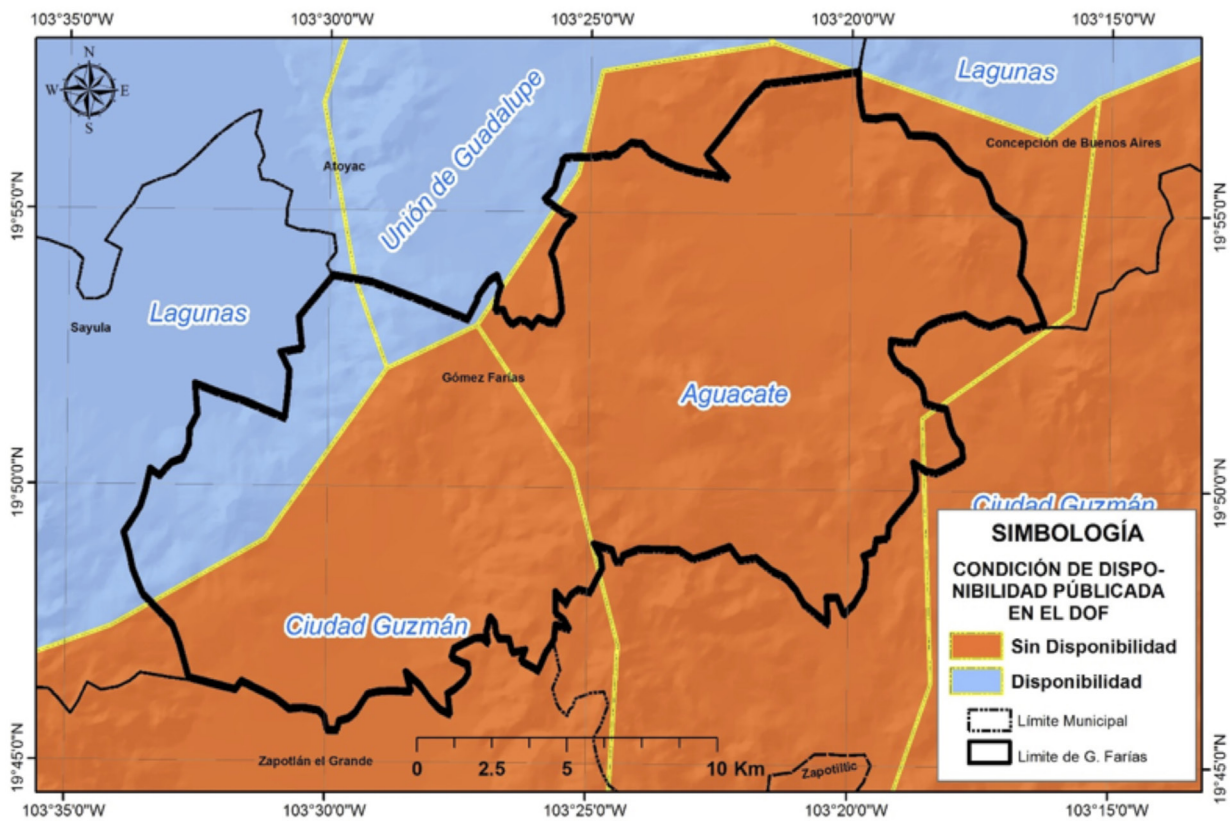 103°35'0"W 103°30'0"W 103°25'0"W 103°20'0"W 103°15'0"W
N
W E
S
Lagunas
Unión de Guadalupe
Concepción de Buenos Aires
Atoyac
19°55'0"N 19°55'0"N
Lagunas
Sayula
Gómez Farías
Aguacate
19°50'0"N 19°50'0"N
Ciudad Guzmán
SIMBOLOGÍA
CONDICIÓN DE DISPO-
NIBILIDAD PÚBLICADA
EN EL DOF
Sin Disponibilidad
Disponibilidad
Límite Municipal
Limite de G. Farías
Ciudad Guzmán
Zapotlán el Grande
0 2.5 5 10 Km
Zapotiltic
19°45'0"N 19°45'0"N
103°35'0"W 103°30'0"W 103°25'0"W 103°20'0"W 103°15'0"W